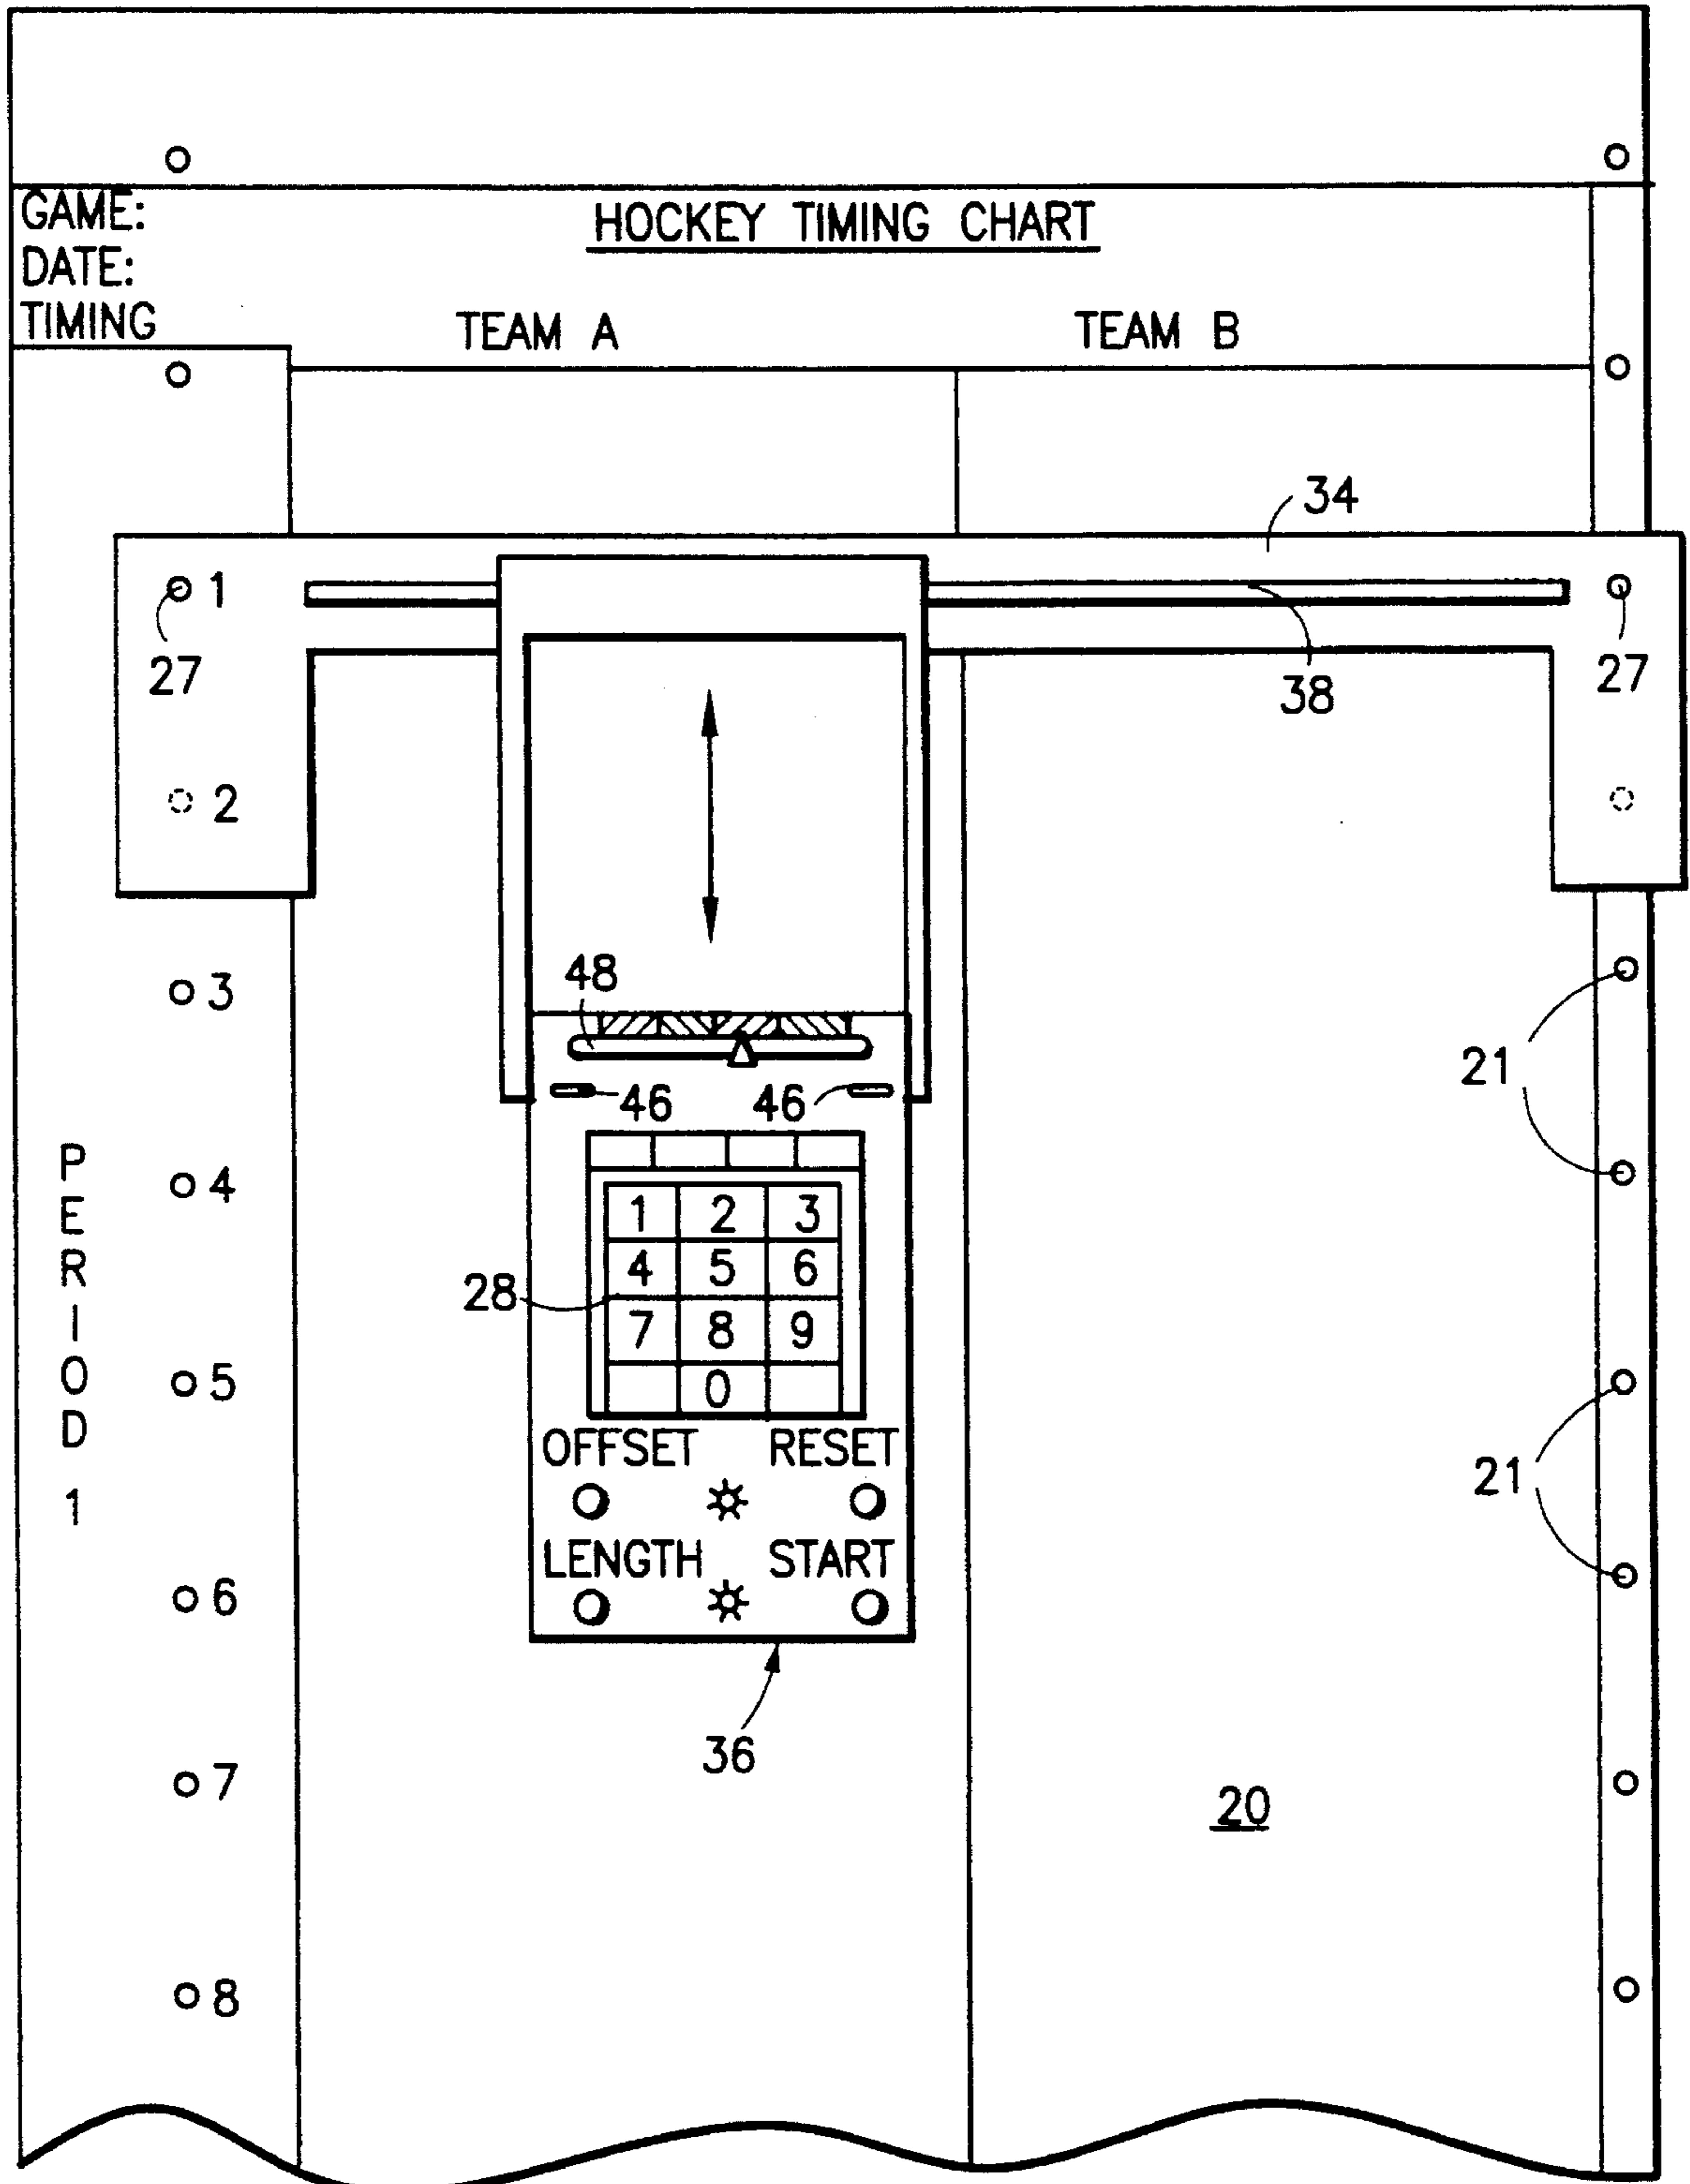 GAME:
HOCKEY TIMING CHART
DATE:
TIMING
TEAM A
TEAM B
34
1
27
38
27
2
48
3
21
46 46
PERIOD 1
4
1 2 3
4 5 6
28
7 8 9
5
0
OFFSET RESET
21
LENGTH START
6
36
7
20
8